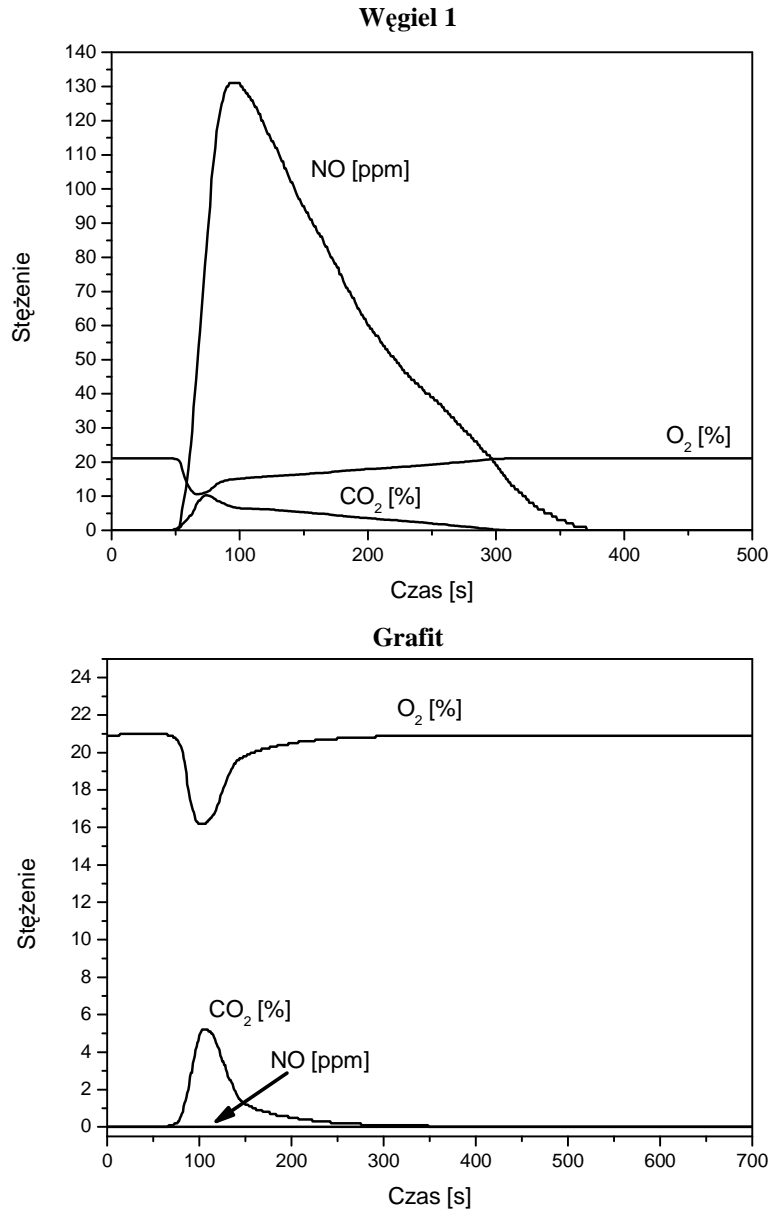 Węgiel 1
140
130
120
110
100
90
80
70
60
50
40
30
20
10
0
Stężenie
NO [ppm]
O₂ [%]
CO₂ [%]
0 100 200 300 400 500
Czas [s]
Grafit
24
22
20
18
16
14
12
10
8
6
4
2
0
Stężenie
O₂ [%]
CO₂ [%]
NO [ppm]
0 100 200 300 400 500 600 700
Czas [s]